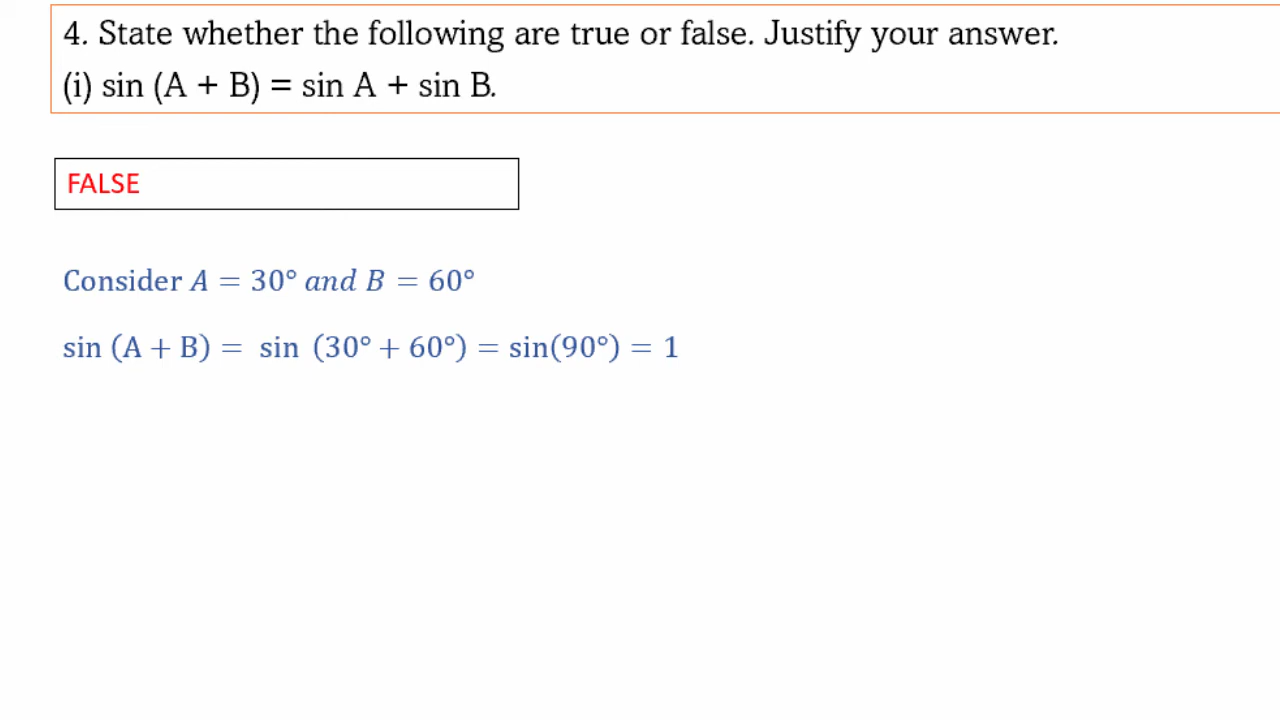 4. State whether the following are true or false. Justify your answer.
(i) sin (A + B) = sin A + sin B.
FALSE
Consider A = 30° and B = 60°
sin (A + B) = sin (30° + 60°) = sin(90°) = 1